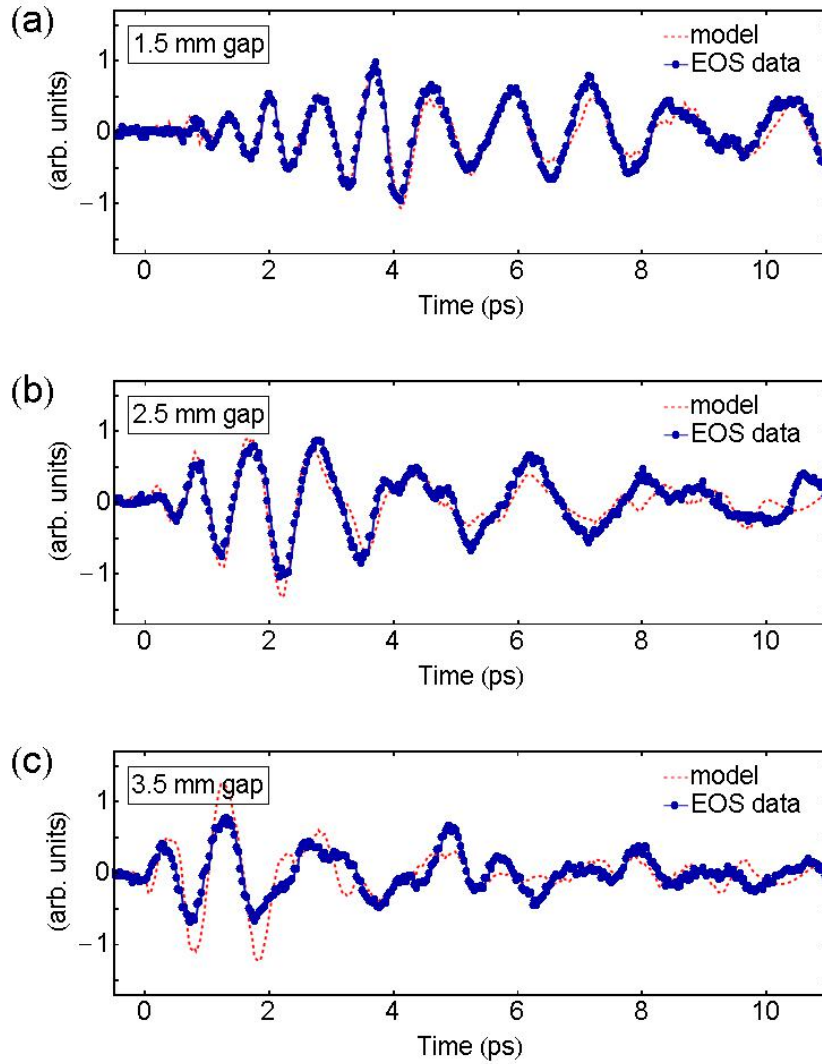 (a)
1.5 mm gap
model
EOS data
1
0
−1
(arb. units)
0 2 4 6 8 10
Time (ps)
(b)
2.5 mm gap
model
EOS data
1
0
−1
(arb. units)
0 2 4 6 8 10
Time (ps)
(c)
3.5 mm gap
model
EOS data
1
0
−1
(arb. units)
0 2 4 6 8 10
Time (ps)